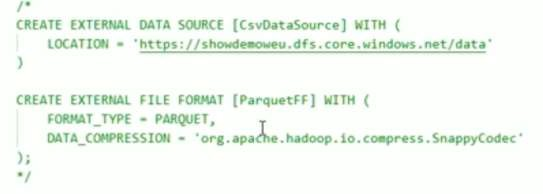 /*
CREATE EXTERNAL DATA SOURCE [CsvDataSource] WITH (
LOCATION = 'https://showdemoweu.dfs.core.windows.net/data'
)
CREATE EXTERNAL FILE FORMAT [ParquetFF] WITH (
FORMAT_TYPE = PARQUET,
DATA_COMPRESSION = 'org.apache.hadoop.io.compress.SnappyCodec'
);
*/